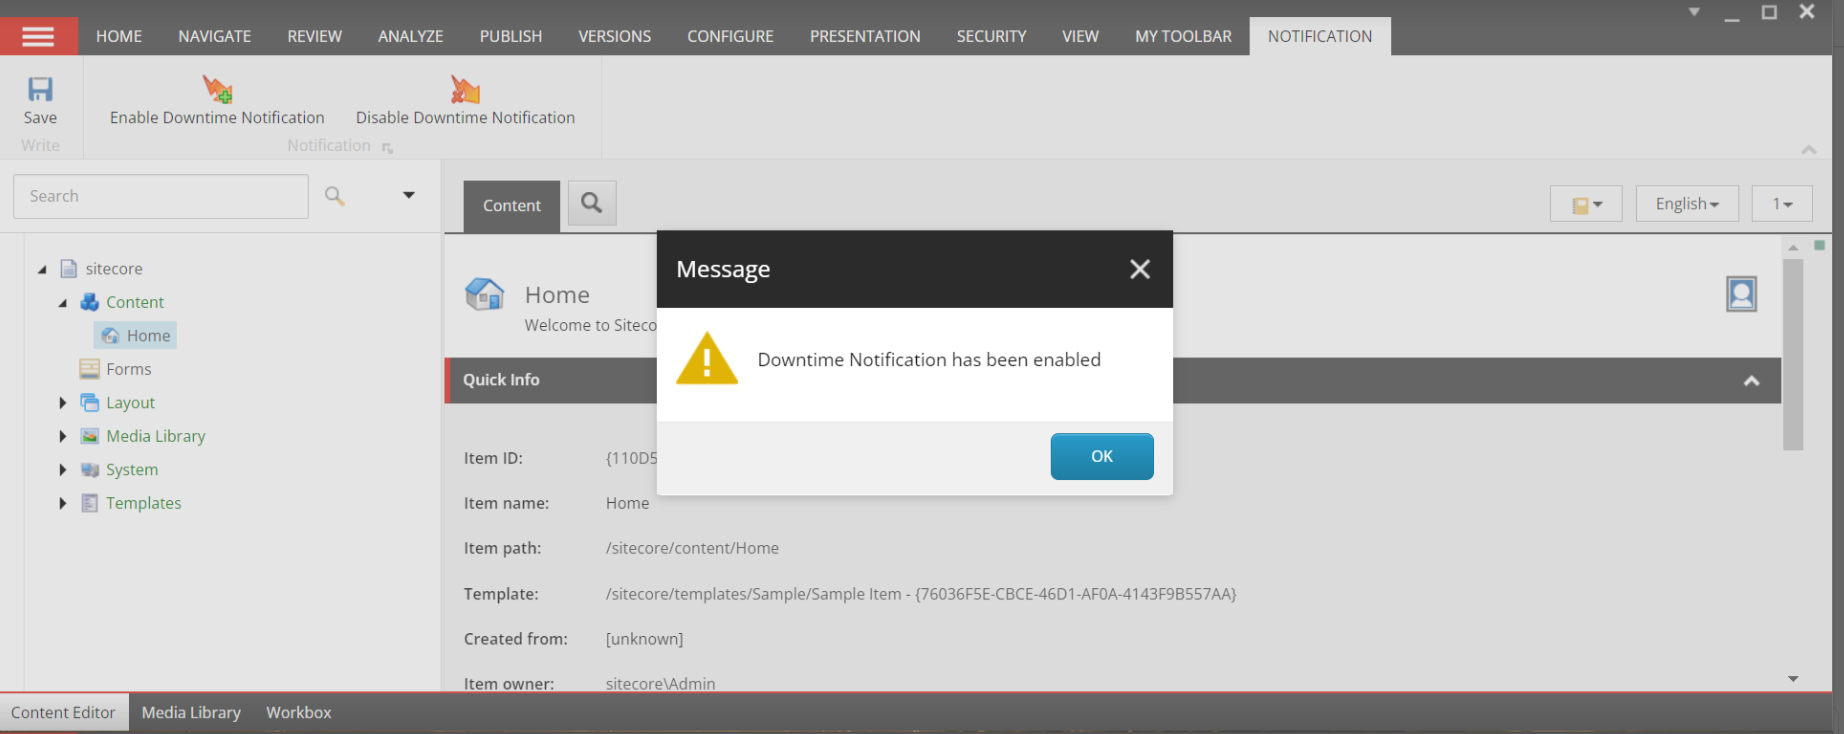 HOME NAVIGATE REVIEW ANALYZE PUBLISH VERSIONS CONFIGURE PRESENTATION SECURITY VIEW MY TOOLBAR NOTIFICATION
Save
Write
Enable Downtime Notification
Disable Downtime Notification
Notification
Search
sitecore
Content
Home
Forms
Layout
Media Library
System
Templates
Content
English
1
Home
Welcome to Siteco
Quick Info
Item ID: {110D5
Item name: Home
Item path: /sitecore/content/Home
Template: /sitecore/templates/Sample/Sample Item - {76036F5E-CBCE-46D1-AF0A-4143F9B557AA}
Created from: [unknown]
Item owner: sitecore\Admin
Message
Downtime Notification has been enabled
OK
Content Editor Media Library Workbox